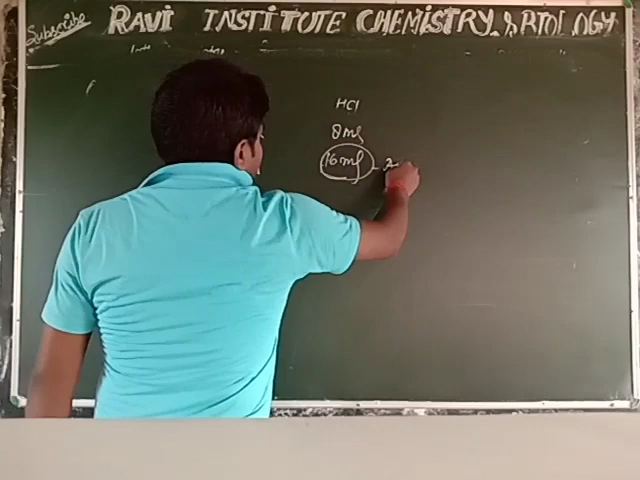 Subscribe
RAVI INSTITUTE CHEMISTRY & BIOLOGY
HCl
8ml
16ml